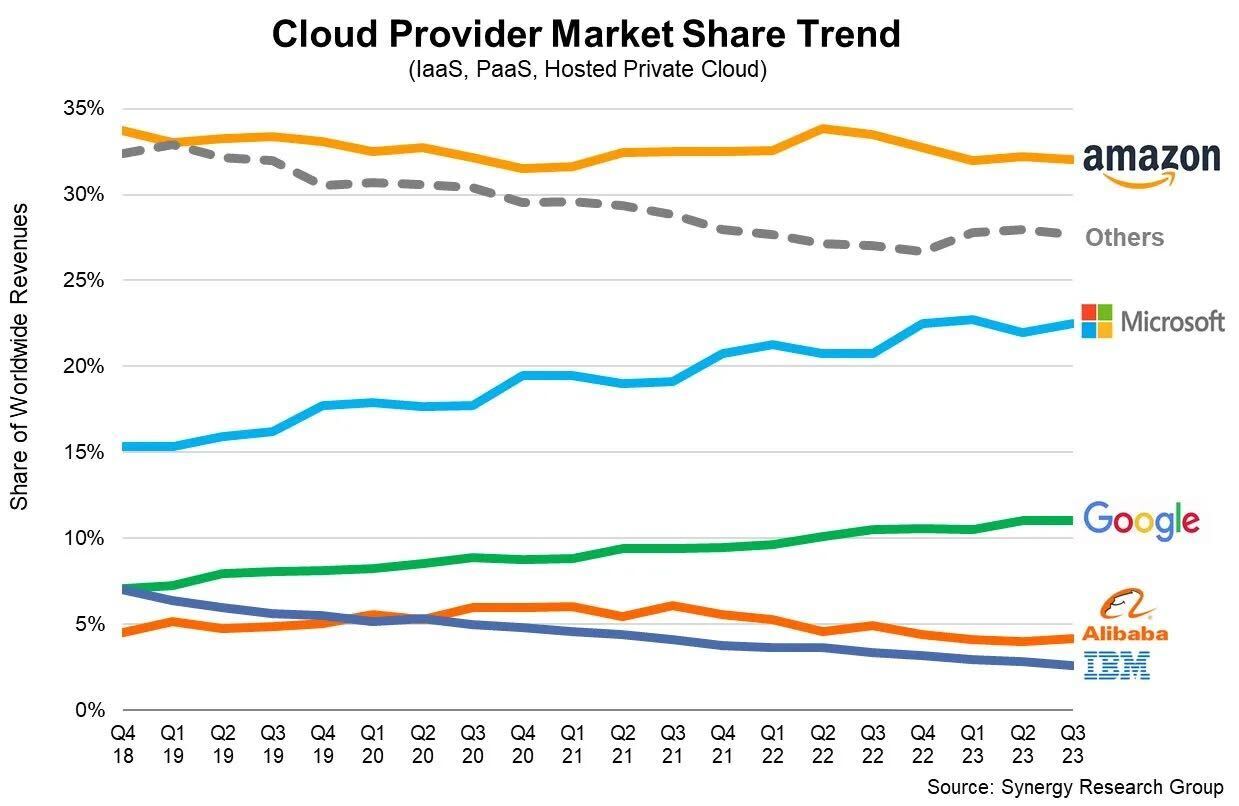 Cloud Provider Market Share Trend
(IaaS, PaaS, Hosted Private Cloud)
Share of Worldwide Revenues
35%
30%
25%
20%
15%
10%
5%
0%
amazon
Others
Microsoft
Google
Alibaba
IBM
Q4 Q1 Q2 Q3 Q4 Q1 Q2 Q3 Q4 Q1 Q2 Q3 Q4 Q1 Q2 Q3 Q4 Q1 Q2 Q3
18 19 19 19 19 20 20 20 20 21 21 21 21 22 22 22 22 23 23 23
Source: Synergy Research Group